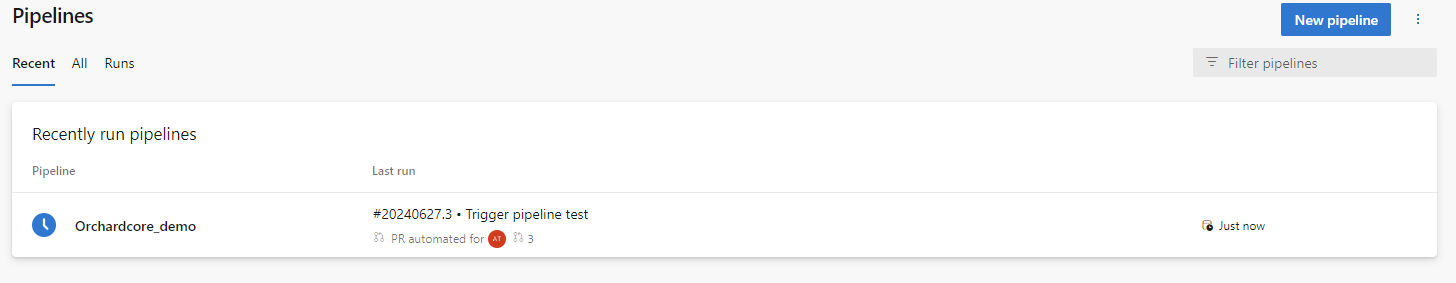 Pipelines
New pipeline
Recent All Runs
Filter pipelines
Recently run pipelines
Pipeline Last run
Orchardcore_demo
#20240627.3 • Trigger pipeline test
PR automated for AT 3
Just now